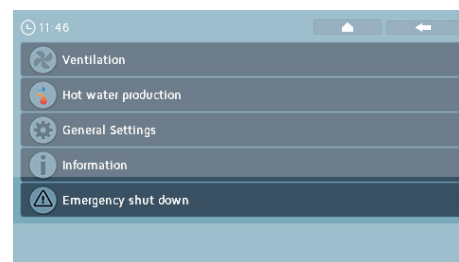 11:46
Ventilation
Hot water production
General Settings
Information
Emergency shut down